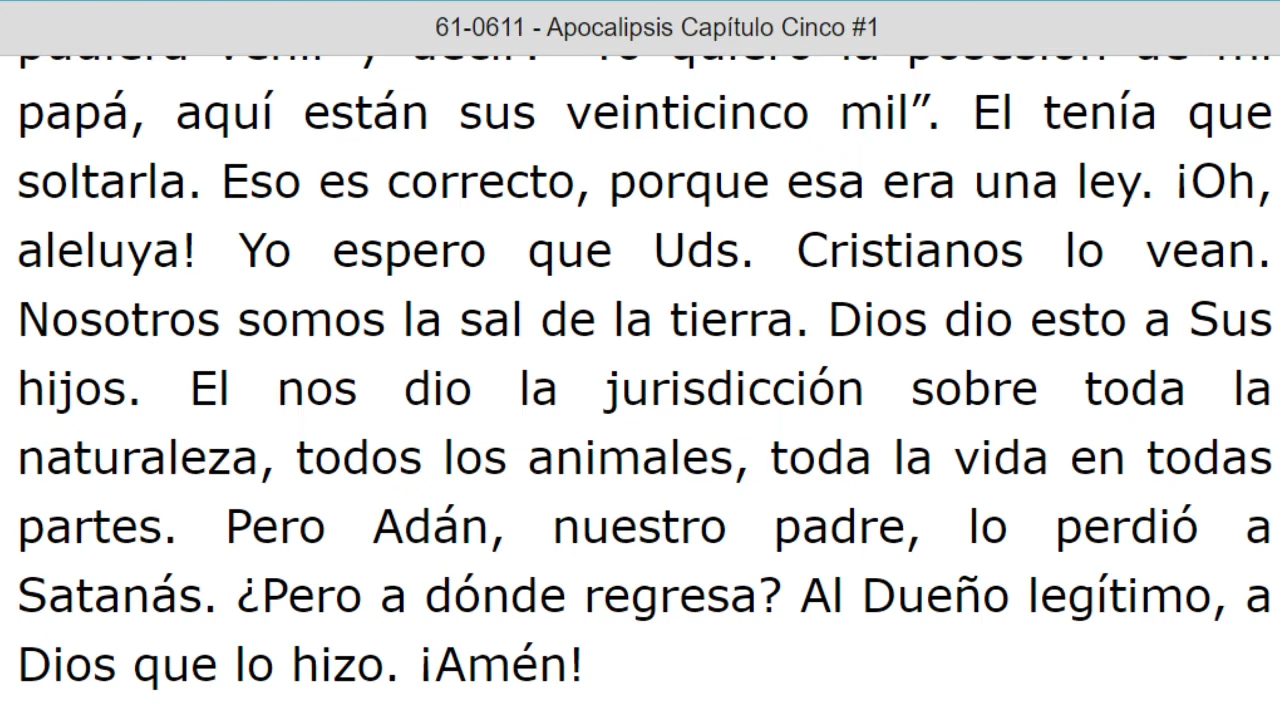 61-0611 - Apocalipsis Capítulo Cinco #1
papá, aquí están sus veinticinco mil”. El tenía que
soltarla. Eso es correcto, porque esa era una ley. ¡Oh,
aleluya! Yo espero que Uds. Cristianos lo vean.
Nosotros somos la sal de la tierra. Dios dio esto a Sus
hijos. El nos dio la jurisdicción sobre toda la
naturaleza, todos los animales, toda la vida en todas
partes. Pero Adán, nuestro padre, lo perdió a
Satanás. ¿Pero a dónde regresa? Al Dueño legítimo, a
Dios que lo hizo. ¡Amén!